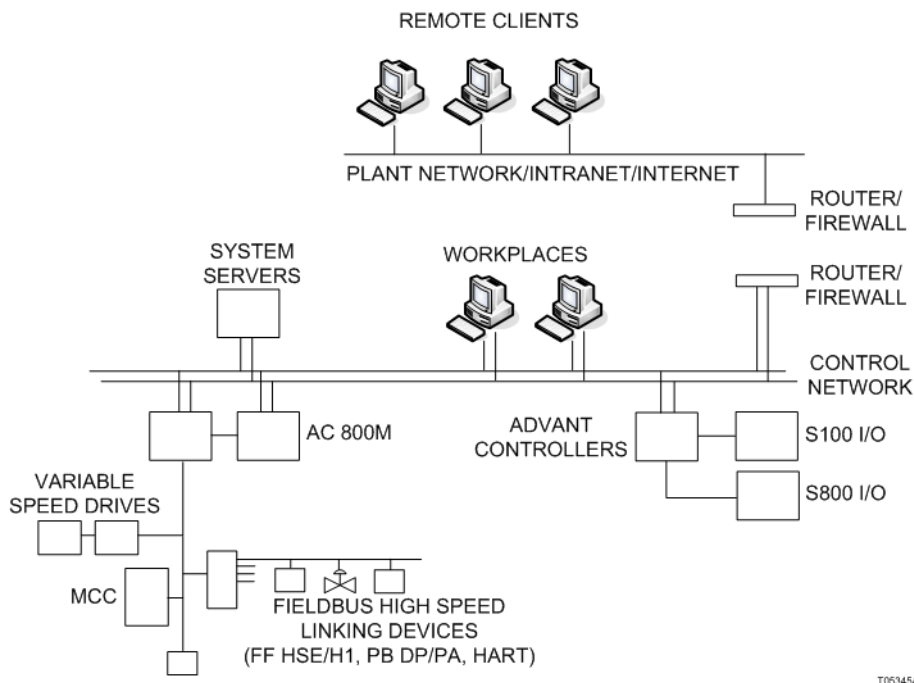 REMOTE CLIENTS
PLANT NETWORK/INTRANET/INTERNET
ROUTER/
FIREWALL
SYSTEM
SERVERS
WORKPLACES
ROUTER/
FIREWALL
CONTROL
NETWORK
AC 800M
ADVANT
CONTROLLERS
S100 I/O
S800 I/O
VARIABLE
SPEED DRIVES
MCC
FIELDBUS HIGH SPEED
LINKING DEVICES
(FF HSE/H1, PB DP/PA, HART)